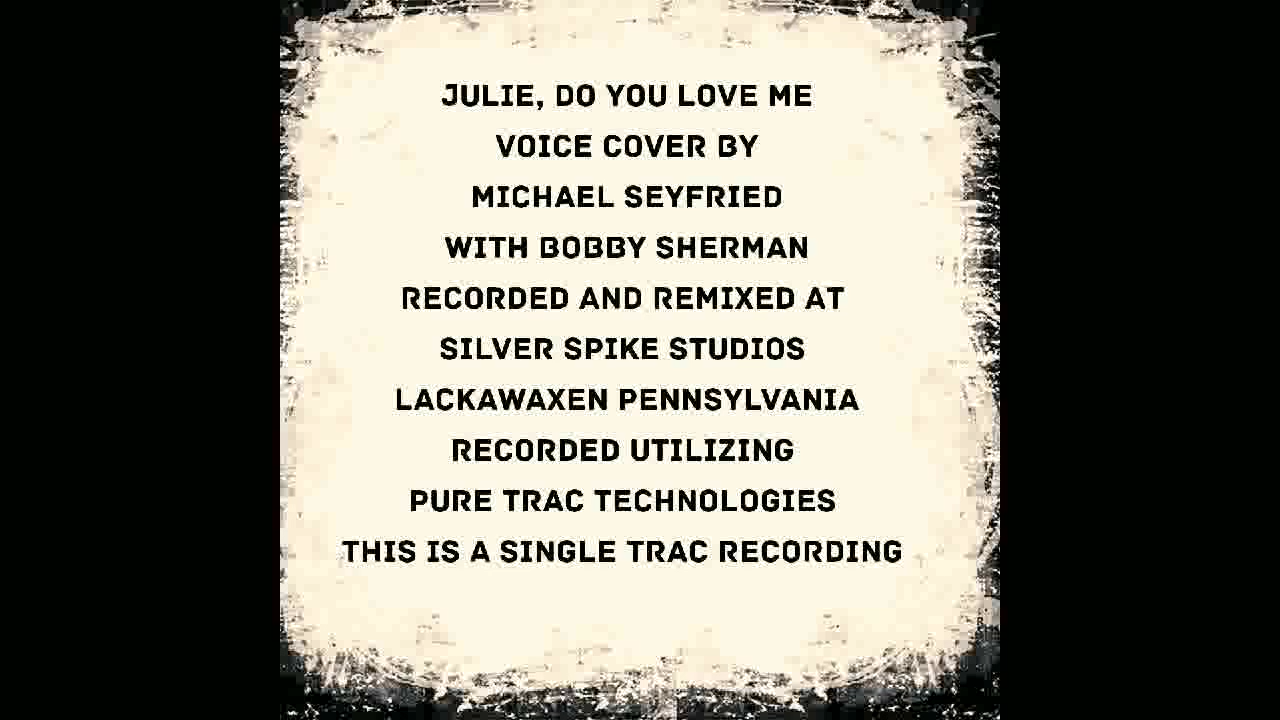 JULIE, DO YOU LOVE ME
VOICE COVER BY
MICHAEL SEYFRIED
WITH BOBBY SHERMAN
RECORDED AND REMIXED AT
SILVER SPIKE STUDIOS
LACKAWAXEN PENNSYLVANIA
RECORDED UTILIZING
PURE TRAC TECHNOLOGIES
THIS IS A SINGLE TRAC RECORDING